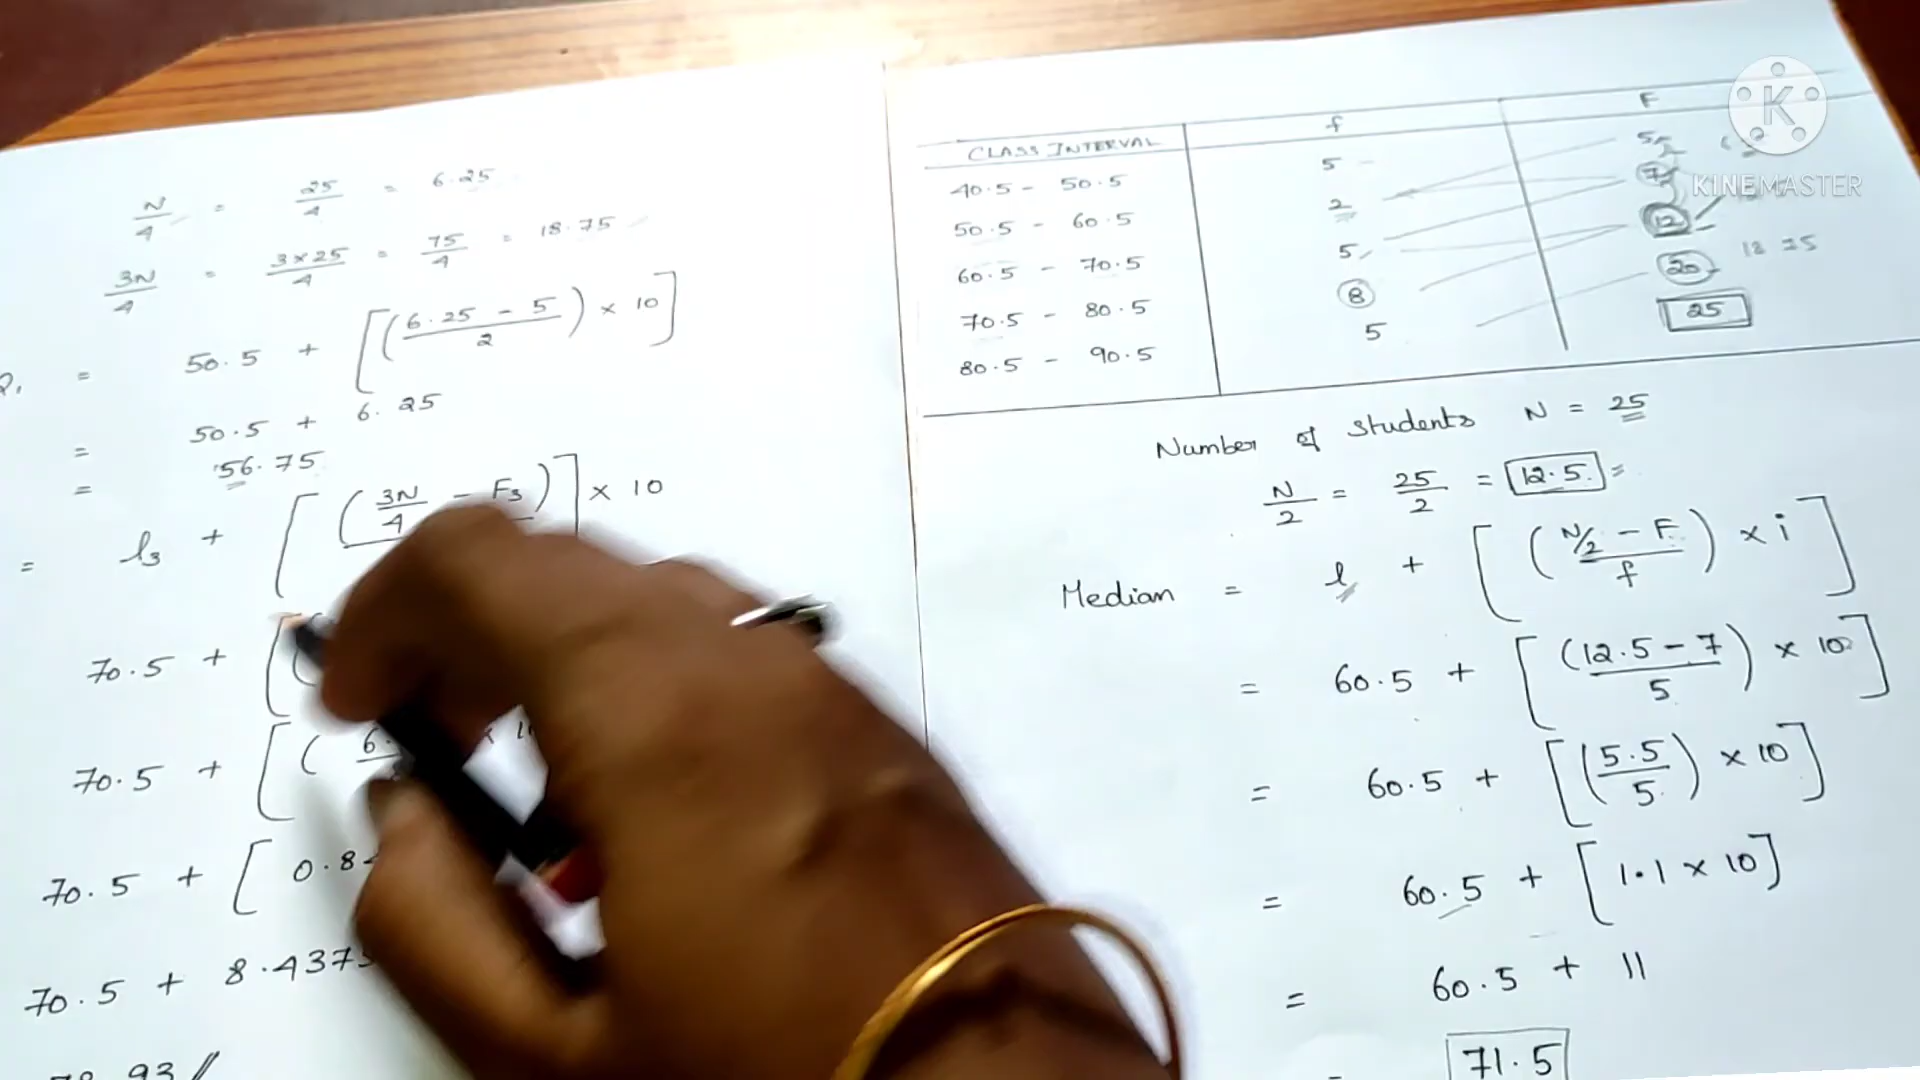 N/4 = 25/4 = 6.25
3N/4 = 3×25/4 = 75/4 = 18.75
= 50.5 + [(6.25 - 5/2) × 10]
= 50.5 + 6.25
= 56.75
= l₃ + [(3N/4 - F₃)] × 10
70.5 + [(
70.5 + [( 6.
70.5 + [ 0.8
70.5 + 8.437
.93 //
CLASS INTERVAL f F
40.5 - 50.5 5 5
50.5 - 60.5 2 7
60.5 - 70.5 5 12
70.5 - 80.5 8 20 18.75
80.5 - 90.5 5 25
Number of students N = 25
N/2 = 25/2 = 12.5 =
Median = l + [(N/2 - F/f) × i]
= 60.5 + [(12.5 - 7/5) × 10]
= 60.5 + [(5.5/5) × 10]
= 60.5 + [1.1 × 10]
= 60.5 + 11
= 71.5
K
KINEMASTER